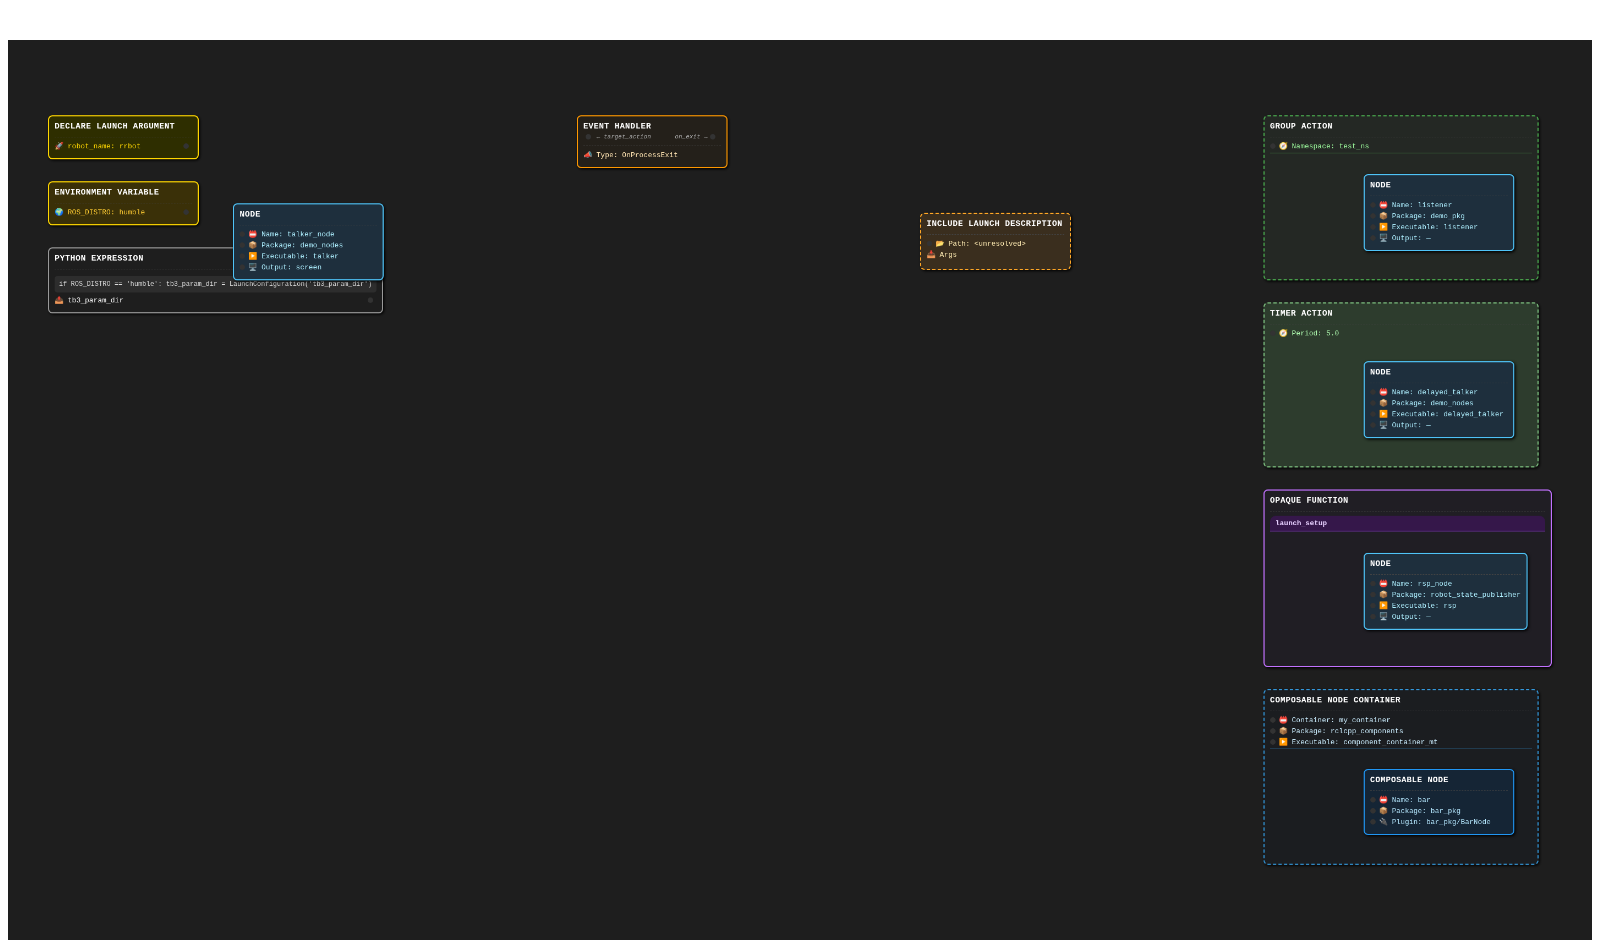 DECLARE LAUNCH ARGUMENT
🚀 robot_name: rrbot
ENVIRONMENT VARIABLE
🌍 ROS_DISTRO: humble
PYTHON EXPRESSION
if ROS_DISTRO == 'humble': tb3_param_dir = LaunchConfiguration('tb3_param_dir')
📤 tb3_param_dir
NODE
📛 Name: talker_node
📦 Package: demo_nodes
▶️ Executable: talker
🖥️ Output: screen
EVENT HANDLER
— target_action on_exit —
📣 Type: OnProcessExit
INCLUDE LAUNCH DESCRIPTION
📂 Path: <unresolved>
📥 Args
GROUP ACTION
🧭 Namespace: test_ns
NODE
📛 Name: listener
📦 Package: demo_pkg
▶️ Executable: listener
🖥️ Output: —
TIMER ACTION
🧭 Period: 5.0
NODE
📛 Name: delayed_talker
📦 Package: demo_nodes
▶️ Executable: delayed_talker
🖥️ Output: —
OPAQUE FUNCTION
launch_setup
NODE
📛 Name: rsp_node
📦 Package: robot_state_publisher
▶️ Executable: rsp
🖥️ Output: —
COMPOSABLE NODE CONTAINER
📛 Container: my_container
📦 Package: rclcpp_components
▶️ Executable: component_container_mt
COMPOSABLE NODE
📛 Name: bar
📦 Package: bar_pkg
🔌 Plugin: bar_pkg/BarNode